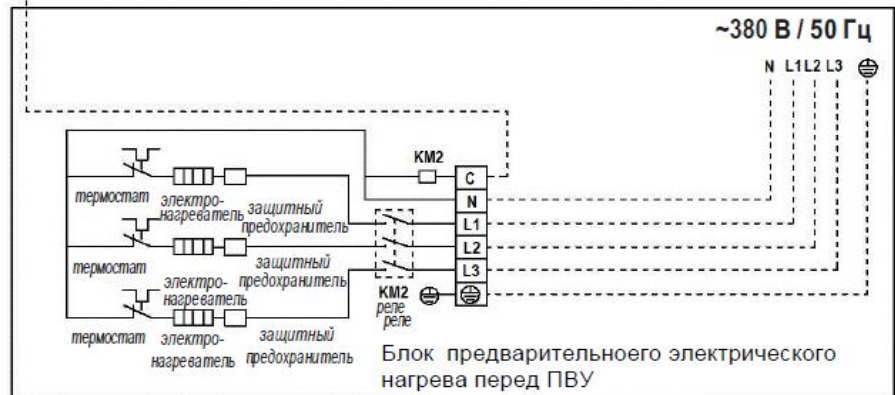 ~380 В / 50 Гц
N L1 L2 L3
KM2
C
N
L1
L2
L3
термостат
электро-
нагреватель
защитный
предохранитель
термостат
электро-
нагреватель
защитный
предохранитель
термостат
электро-
нагреватель
защитный
предохранитель
KM2
реле
реле
Блок предварительноего электрического
нагрева перед ПВУ